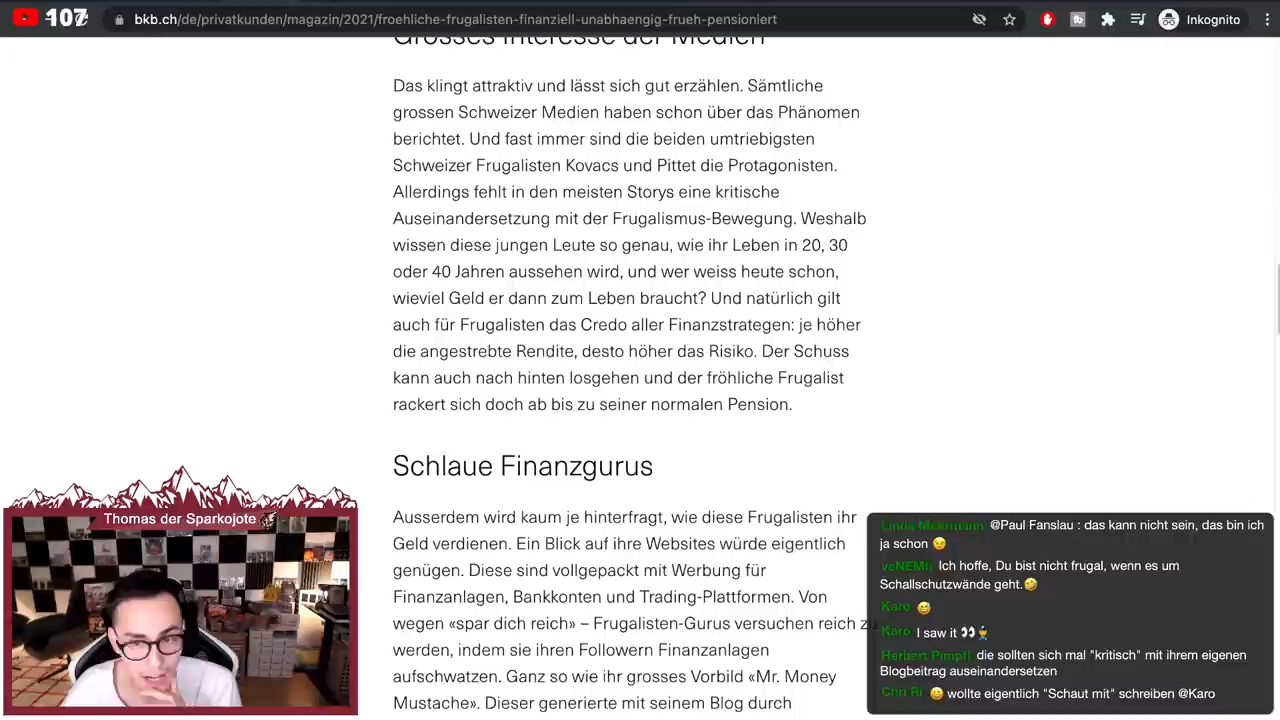 107
bkb.ch/de/privatkunden/magazin/2021/froehliche-frugalisten-finanziell-unabhaengig-frueh-pensioniert
Inkognito
Grosses Interesse der Medien
Das klingt attraktiv und lässt sich gut erzählen. Sämtliche
grossen Schweizer Medien haben schon über das Phänomen
berichtet. Und fast immer sind die beiden umtriebigsten
Schweizer Frugalisten Kovacs und Pittet die Protagonisten.
Allerdings fehlt in den meisten Storys eine kritische
Auseinandersetzung mit der Frugalismus-Bewegung. Weshalb
wissen diese jungen Leute so genau, wie ihr Leben in 20, 30
oder 40 Jahren aussehen wird, und wer weiss heute schon,
wieviel Geld er dann zum Leben braucht? Und natürlich gilt
auch für Frugalisten das Credo aller Finanzstrategen: je höher
die angestrebte Rendite, desto höher das Risiko. Der Schuss
kann auch nach hinten losgehen und der fröhliche Frugalist
rackert sich doch ab bis zu seiner normalen Pension.
Schlaue Finanzgurus
Ausserdem wird kaum je hinterfragt, wie diese Frugalisten ihr
Geld verdienen. Ein Blick auf ihre Websites würde eigentlich
genügen. Diese sind vollgepackt mit Werbung für
Finanzanlagen, Bankkonten und Trading-Plattformen. Von
wegen «spar dich reich» – Frugalisten-Gurus versuchen reich zu
werden, indem sie ihren Followern Finanzanlagen
aufschwatzen. Ganz so wie ihr grosses Vorbild «Mr. Money
Mustache». Dieser generierte mit seinem Blog durch
Thomas der Sparkojote
Linda @Paul Fanslau : das kann nicht sein, das bin ich
ja schon 😉
veNEM Ich hoffe, Du bist nicht frugal, wenn es um
Schallschutzwände geht.🤣
Karo 😅
Karo I saw it 👀
Herbert Pimpfl die sollten sich mal "kritisch" mit ihrem eigenen
Blogbeitrag auseinandersetzen
Chri Ri 😄 wollte eigentlich "Schaut mit" schreiben @Karo